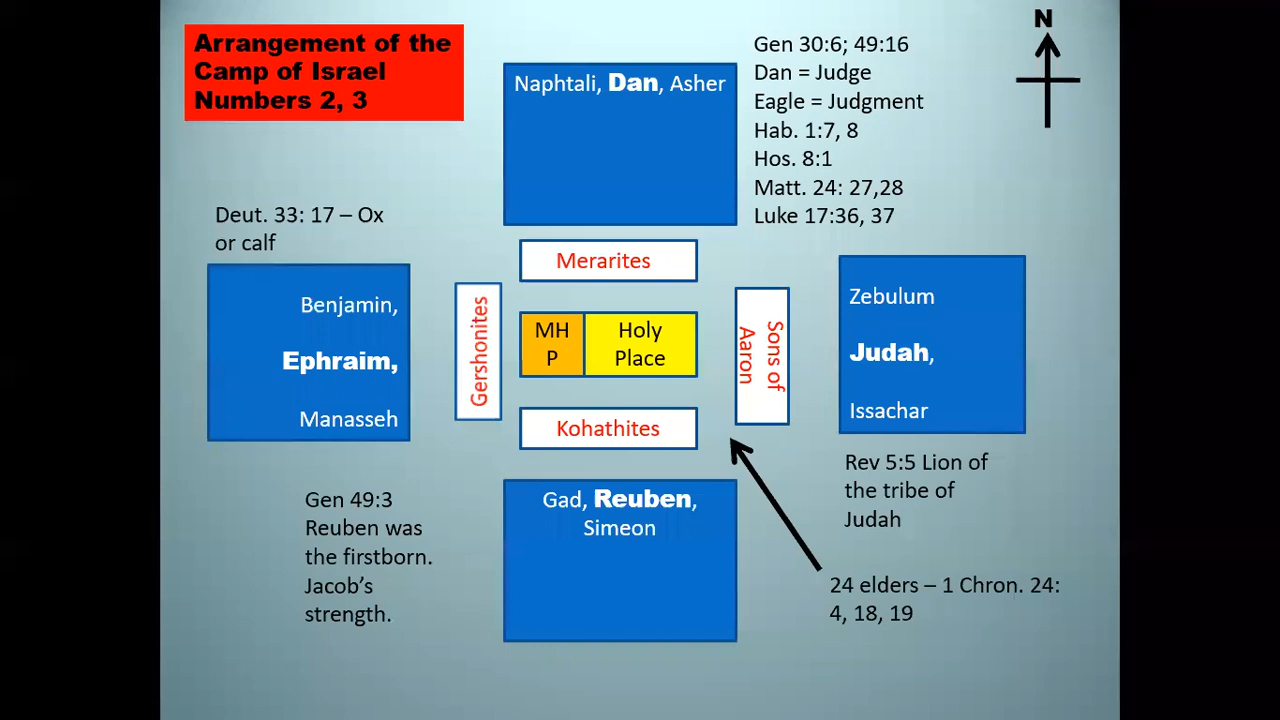 Arrangement of the
Camp of Israel
Numbers 2, 3
N
Naphtali, Dan, Asher
Gen 30:6; 49:16
Dan = Judge
Eagle = Judgment
Hab. 1:7, 8
Hos. 8:1
Matt. 24: 27,28
Luke 17:36, 37
Deut. 33: 17 – Ox
or calf
Benjamin,
Ephraim,
Manasseh
Gershonites
Merarites
MH
P
Holy
Place
Kohathites
Sons of
Aaron
Zebulum
Judah,
Issachar
Rev 5:5 Lion of
the tribe of
Judah
Gen 49:3
Reuben was
the firstborn.
Jacob’s
strength.
Gad, Reuben,
Simeon
24 elders – 1 Chron. 24:
4, 18, 19